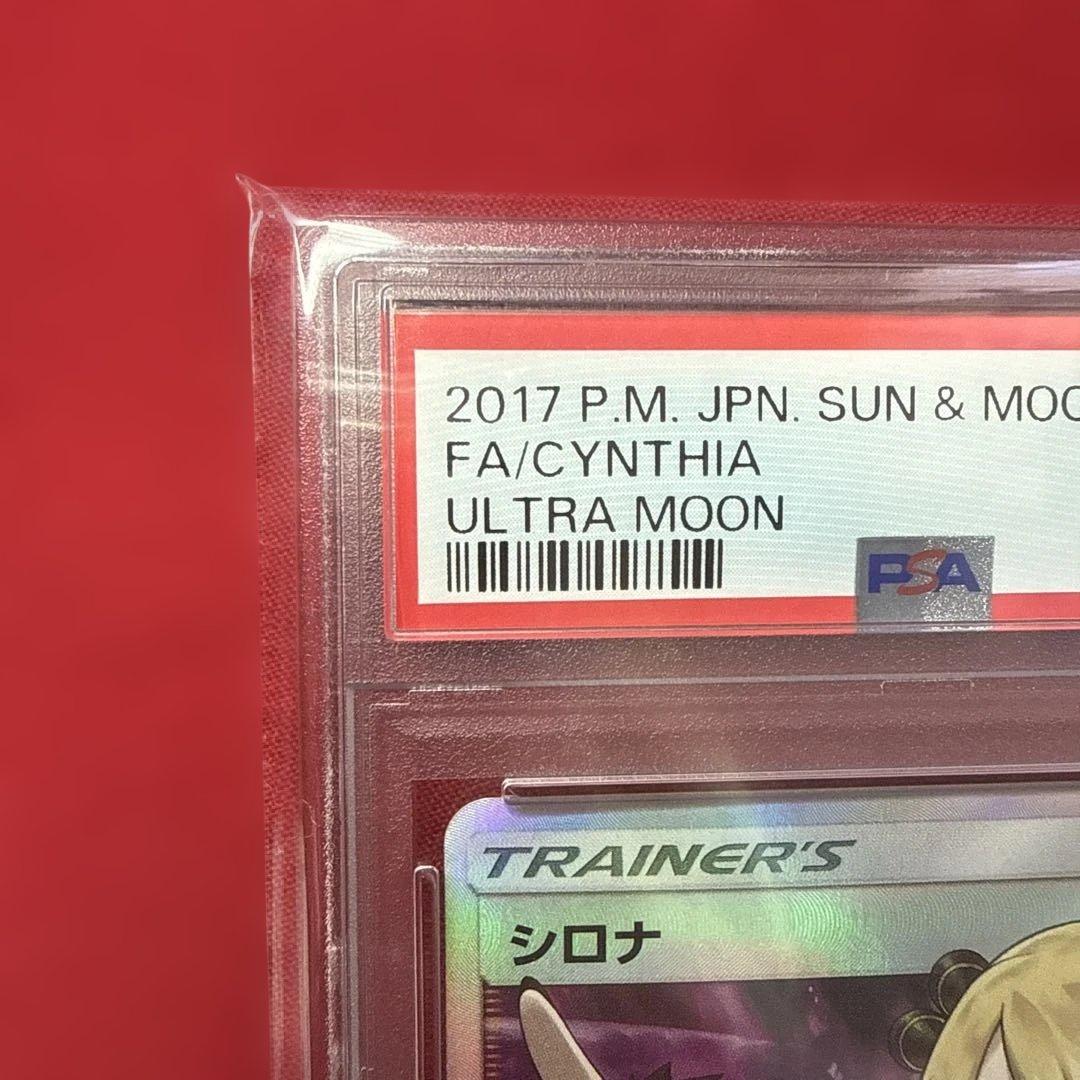 2017 P.M. JPN. SUN & MOO
FA/CYNTHIA
ULTRA MOON
PSA
TRAINER'S
シロナ